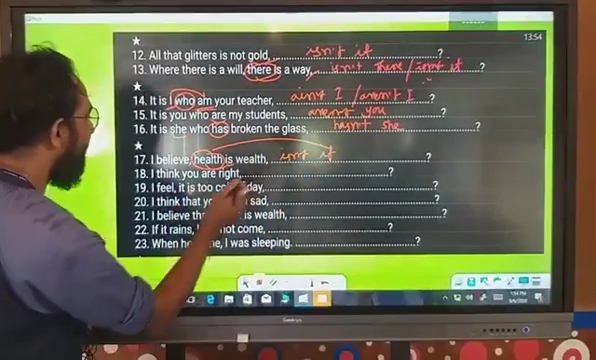 13:54
★
12. All that glitters is not gold, isn't it ?
13. Where there is a will, there is a way, isn't there / isn't it ?
★
14. It is I who am your teacher, ain't I / aren't I ?
15. It is you who are my students, aren't you ?
16. It is she who has broken the glass, hasn't she ?
★
17. I believe, health is wealth, isn't it ?
18. I think you are right, ?
19. I feel, it is too day, ?
20. I think that sad, ?
21. I believe is wealth, ?
22. If it rains, I not come, ?
23. When he, I was sleeping. ?